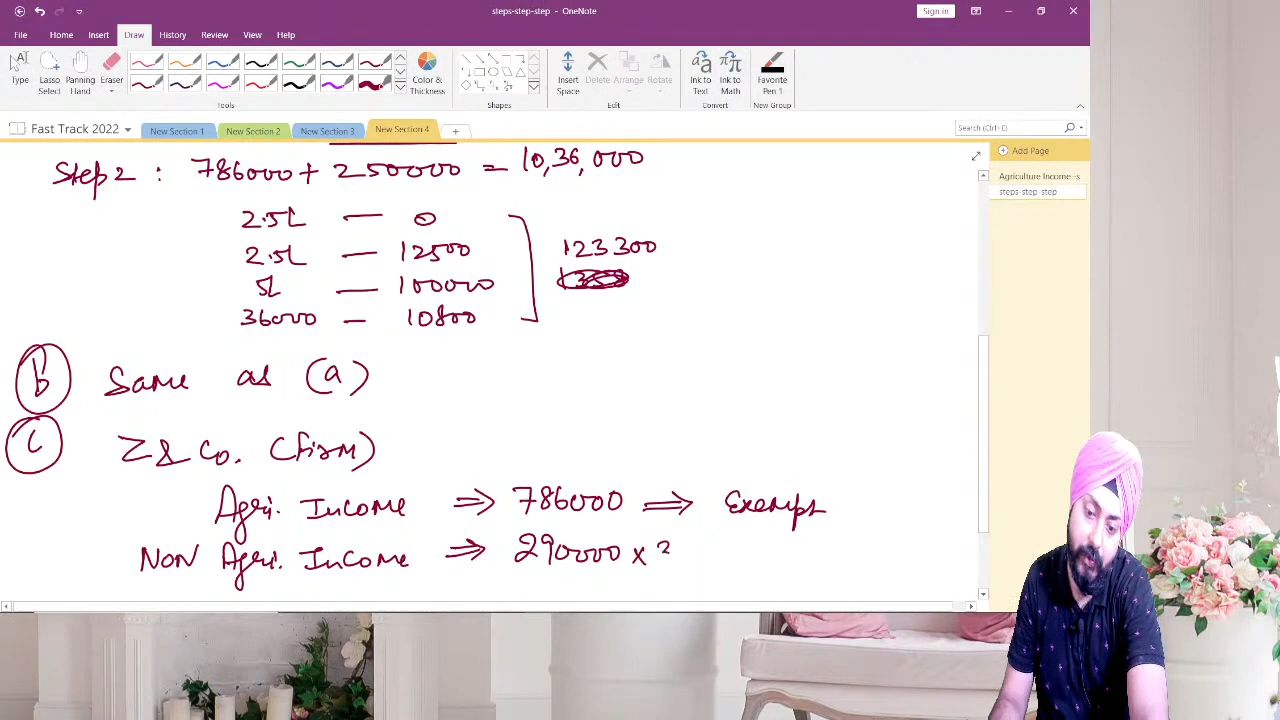 steps-step-step - OneNote
Sign in
File Home Insert Draw History Review View Help
Type Lasso Select Panning Hand Eraser Color & Thickness Insert Space Delete Arrange Rotate Ink to Text Ink to Math Favorite Pen 1
Tools Shapes Edit Convert New Group
Fast Track 2022 New Section 1 New Section 2 New Section 3 New Section 4 + Search (Ctrl+E)
Add Page
Agriculture Income -s
steps-step-step
Step 2 : 786000 + 250000 = 10,36,000
2.5L — 0
2.5L — 12500 123300
5L — 100000
36000 — 10800
b Same as (a)
C Z & Co. (firm)
Agri. Income ⇒ 786000 ⇒ Exempt
NON Agri. Income ⇒ 290000 x 3